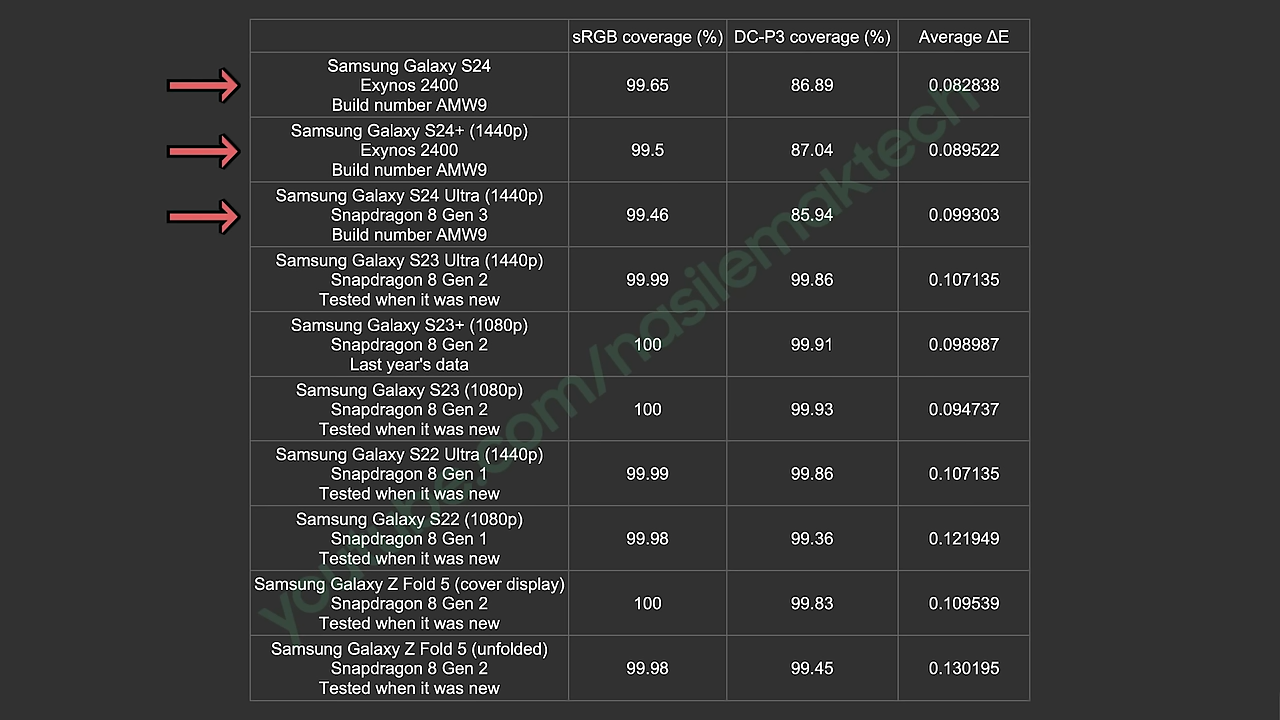 sRGB coverage (%) DC-P3 coverage (%) Average ΔE
Samsung Galaxy S24
Exynos 2400
Build number AMW9
99.65 86.89 0.082838
Samsung Galaxy S24+ (1440p)
Exynos 2400
Build number AMW9
99.5 87.04 0.089522
Samsung Galaxy S24 Ultra (1440p)
Snapdragon 8 Gen 3
Build number AMW9
99.46 85.94 0.099303
Samsung Galaxy S23 Ultra (1440p)
Snapdragon 8 Gen 2
Tested when it was new
99.99 99.86 0.107135
Samsung Galaxy S23+ (1080p)
Snapdragon 8 Gen 2
Last year's data
100 99.91 0.098987
Samsung Galaxy S23 (1080p)
Snapdragon 8 Gen 2
Tested when it was new
100 99.93 0.094737
Samsung Galaxy S22 Ultra (1440p)
Snapdragon 8 Gen 1
Tested when it was new
99.99 99.86 0.107135
Samsung Galaxy S22 (1080p)
Snapdragon 8 Gen 1
Tested when it was new
99.98 99.36 0.121949
Samsung Galaxy Z Fold 5 (cover display)
Snapdragon 8 Gen 2
Tested when it was new
100 99.83 0.109539
Samsung Galaxy Z Fold 5 (unfolded)
Snapdragon 8 Gen 2
Tested when it was new
99.98 99.45 0.130195
youtube.com/nasilemaktech